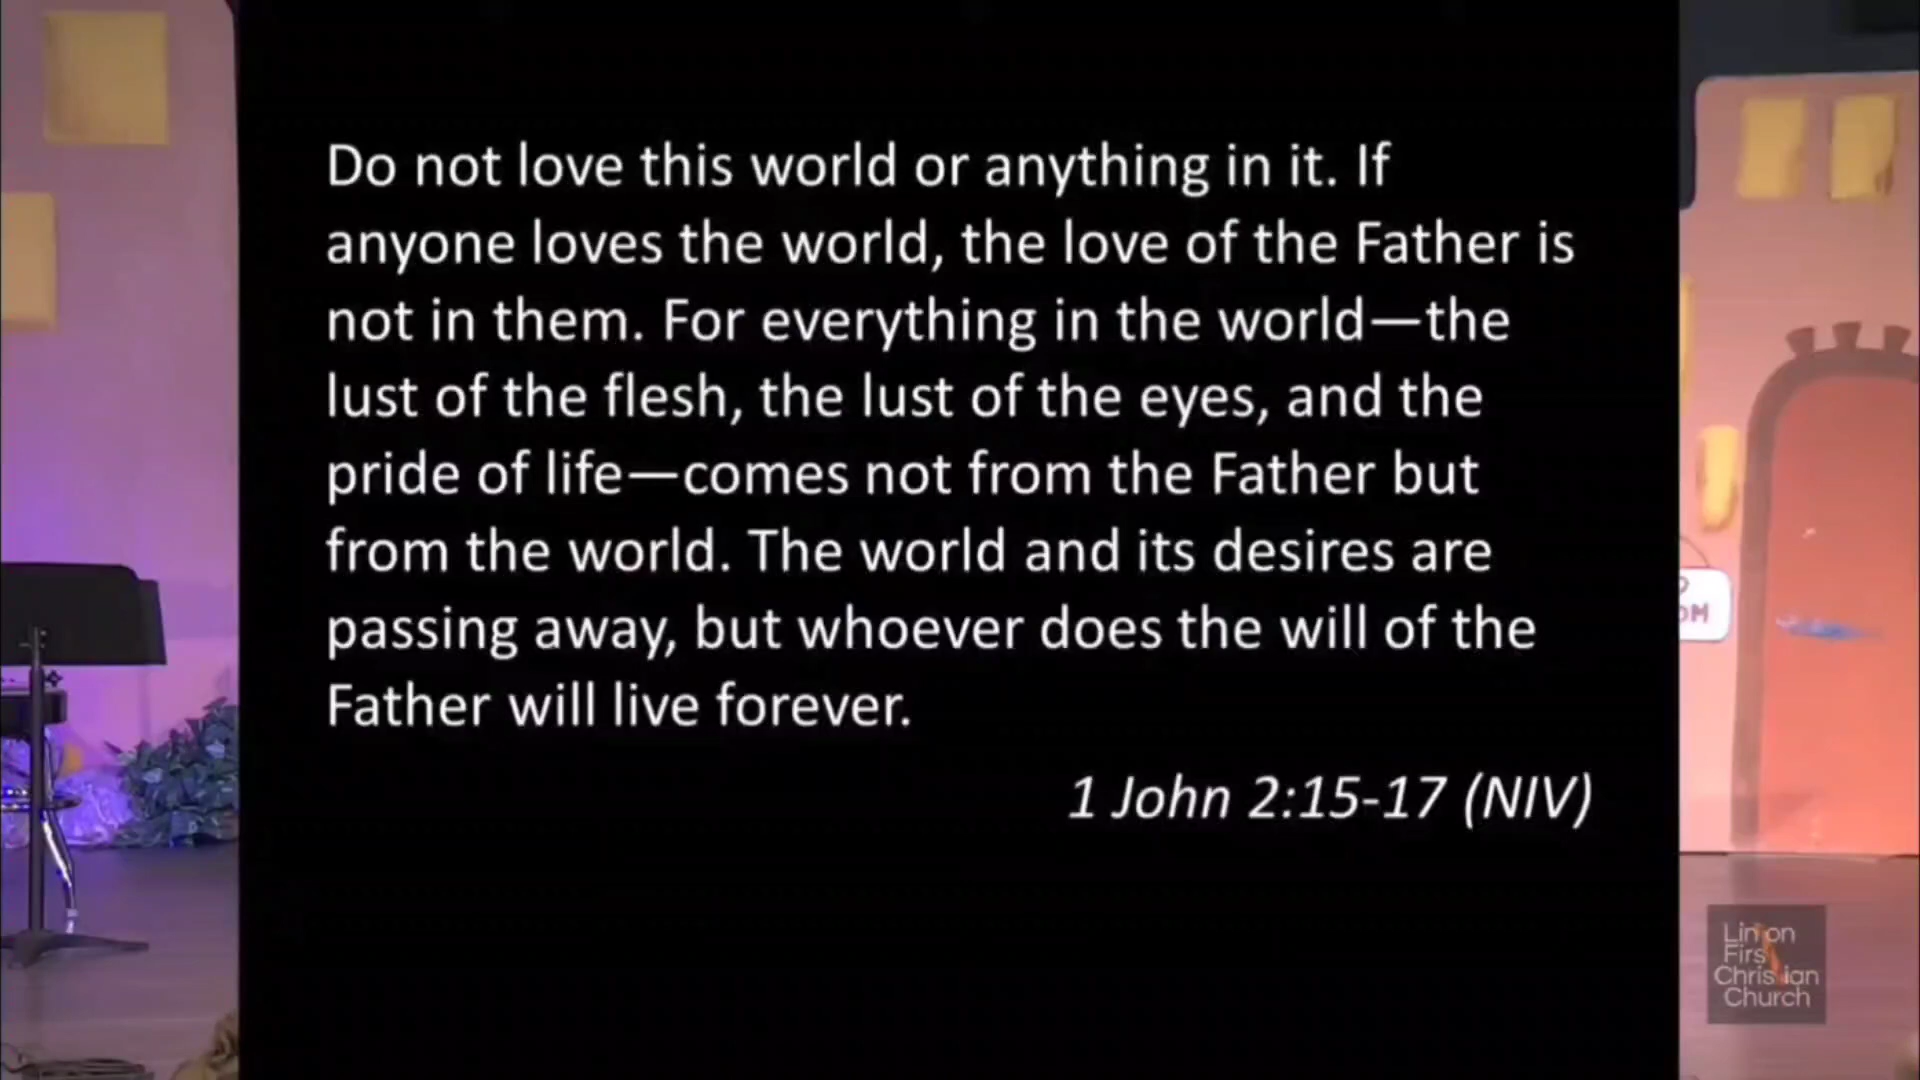 Do not love this world or anything in it. If
anyone loves the world, the love of the Father is
not in them. For everything in the world—the
lust of the flesh, the lust of the eyes, and the
pride of life—comes not from the Father but
from the world. The world and its desires are
passing away, but whoever does the will of the
Father will live forever.
1 John 2:15-17 (NIV)
Linton
First
Christian
Church